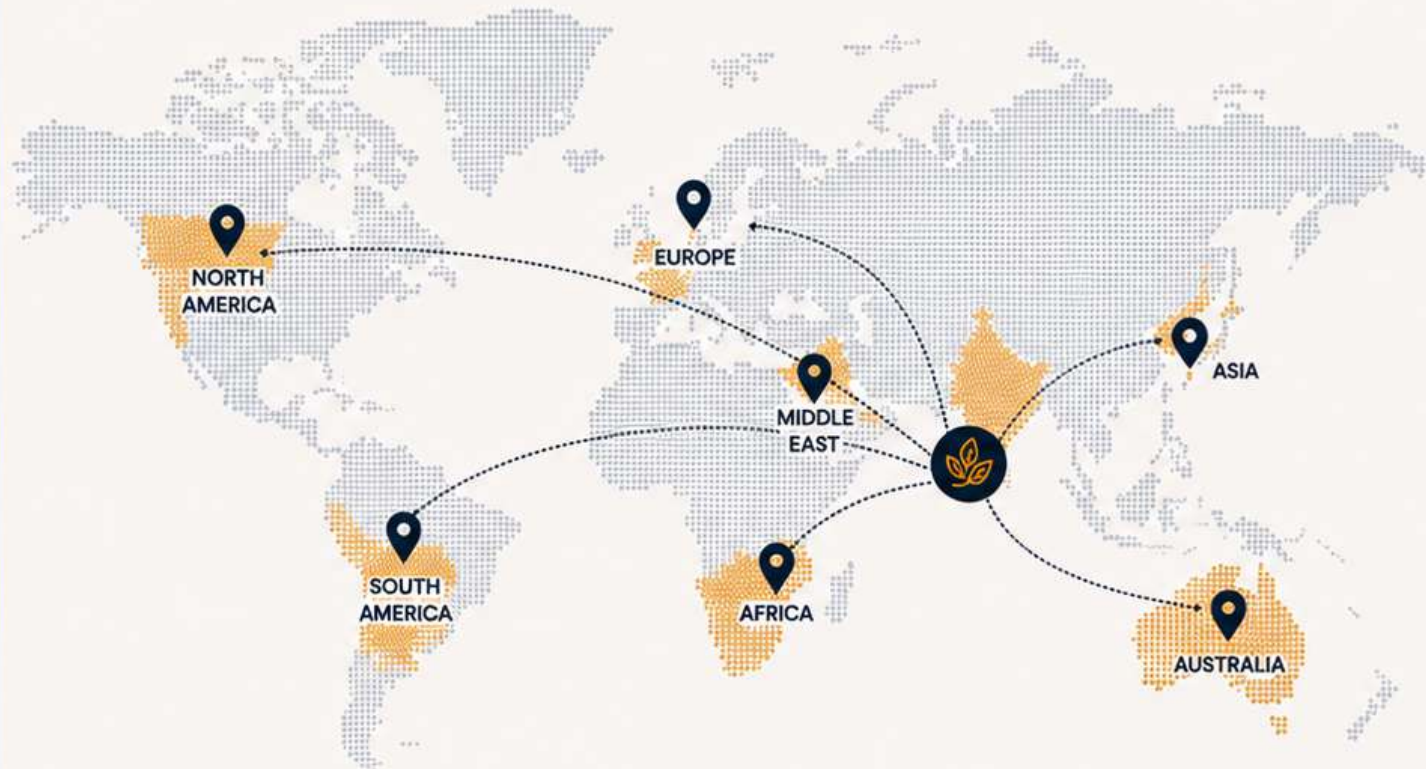 NORTH
AMERICA
EUROPE
MIDDLE
EAST
ASIA
SOUTH
AMERICA
AFRICA
AUSTRALIA